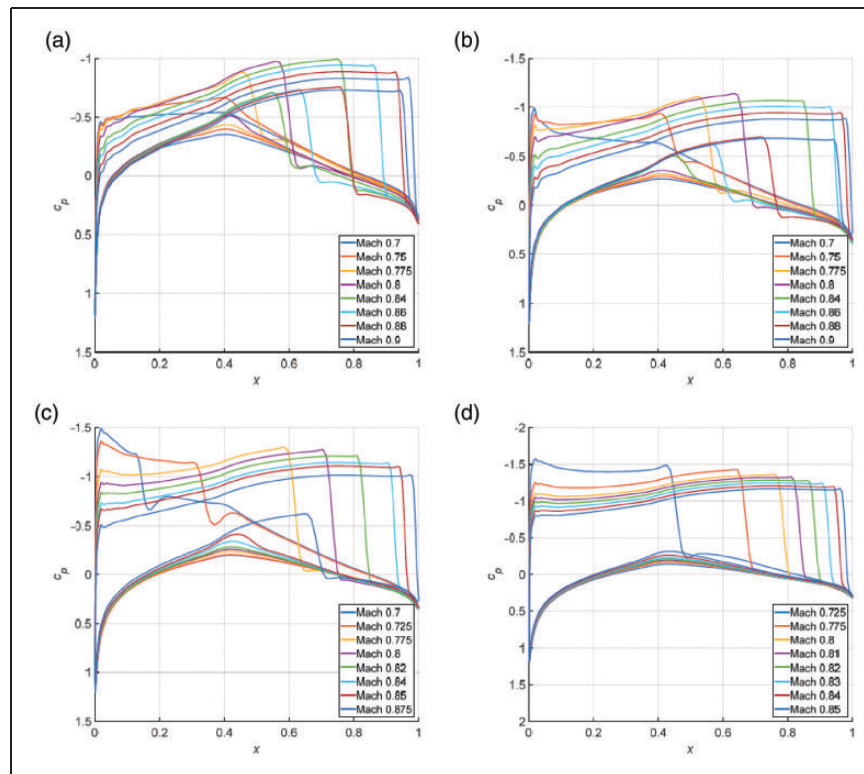 (a)
-1
-0.5
0
0.5
1
1.5
c_p
0 0.2 0.4 0.6 0.8 1
x
Mach 0.7
Mach 0.75
Mach 0.775
Mach 0.8
Mach 0.84
Mach 0.86
Mach 0.88
Mach 0.9
(b)
-1.5
-1
-0.5
0
0.5
1
1.5
c_p
0 0.2 0.4 0.6 0.8 1
x
Mach 0.7
Mach 0.75
Mach 0.775
Mach 0.8
Mach 0.84
Mach 0.86
Mach 0.88
Mach 0.9
(c)
-1.5
-1
-0.5
0
0.5
1
1.5
c_p
0 0.2 0.4 0.6 0.8 1
x
Mach 0.7
Mach 0.725
Mach 0.775
Mach 0.8
Mach 0.82
Mach 0.84
Mach 0.85
Mach 0.875
(d)
-2
-1.5
-1
-0.5
0
0.5
1
1.5
2
c_p
0 0.2 0.4 0.6 0.8 1
x
Mach 0.725
Mach 0.775
Mach 0.8
Mach 0.81
Mach 0.82
Mach 0.83
Mach 0.84
Mach 0.85